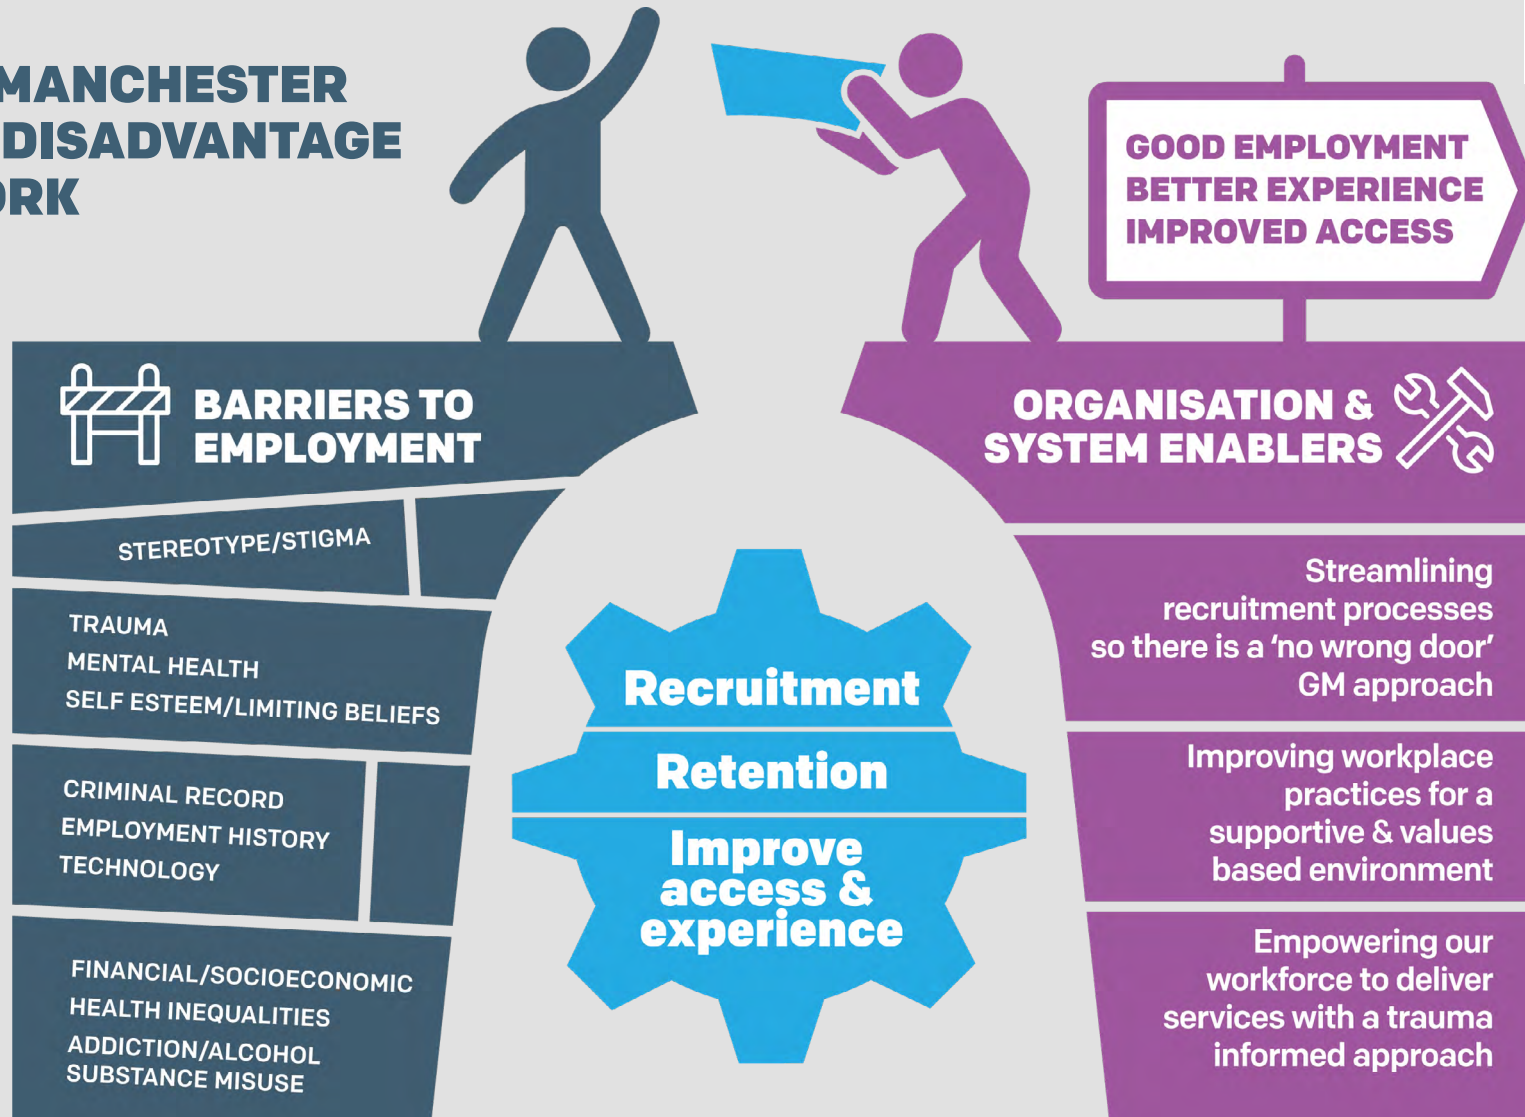 MANCHESTER
DISADVANTAGE
ORK
GOOD EMPLOYMENT
BETTER EXPERIENCE
IMPROVED ACCESS
BARRIERS TO
EMPLOYMENT
STEREOTYPE/STIGMA
TRAUMA
MENTAL HEALTH
SELF ESTEEM/LIMITING BELIEFS
CRIMINAL RECORD
EMPLOYMENT HISTORY
TECHNOLOGY
FINANCIAL/SOCIOECONOMIC
HEALTH INEQUALITIES
ADDICTION/ALCOHOL
SUBSTANCE MISUSE
Recruitment
Retention
Improve
access &
experience
ORGANISATION &
SYSTEM ENABLERS
Streamlining
recruitment processes
so there is a ‘no wrong door’
GM approach
Improving workplace
practices for a
supportive & values
based environment
Empowering our
workforce to deliver
services with a trauma
informed approach